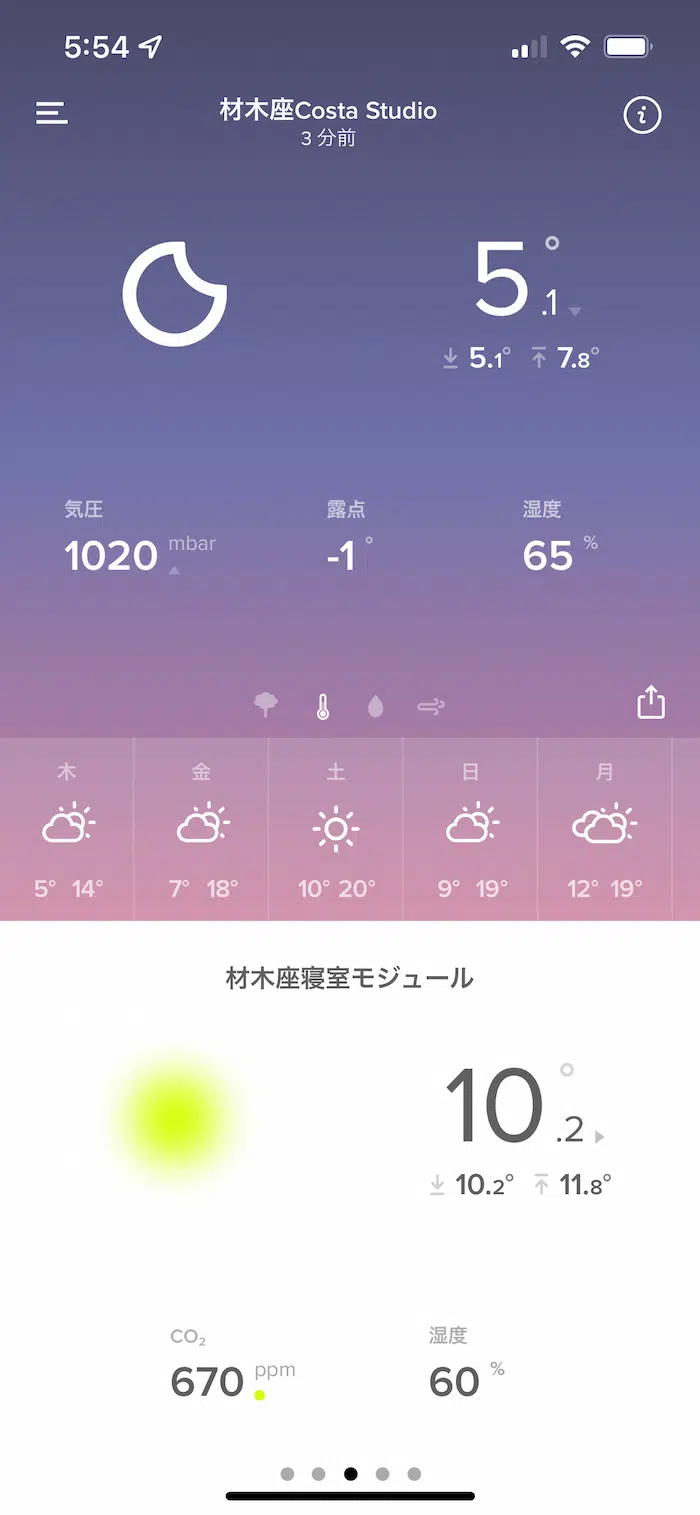 5:54
材木座Costa Studio
3 分前
5.1°
5.1° 7.8°
気圧 露点 湿度
1020 mbar -1° 65 %
木 金 土 日 月
5° 14° 7° 18° 10° 20° 9° 19° 12° 19°
材木座寝室モジュール
10.2°
10.2° 11.8°
CO₂ 湿度
670 ppm 60 %